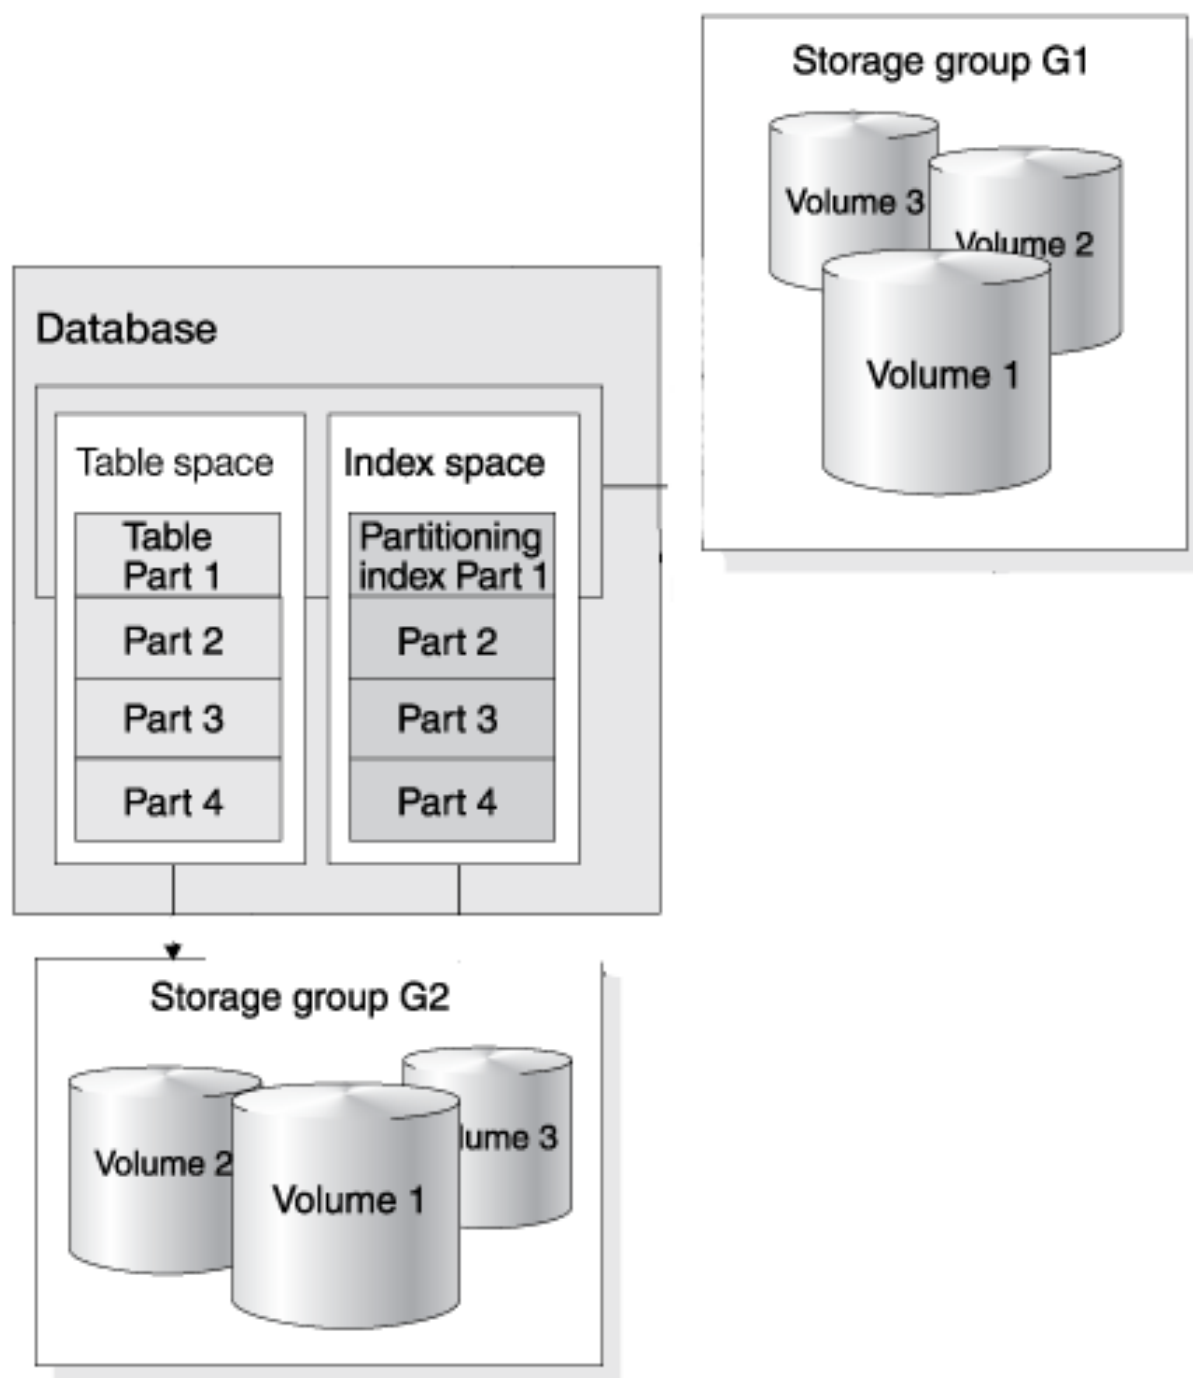 Storage group G1
Volume 3
Volume 2
Volume 1
Database
Table space
Index space
Table
Part 1
Part 2
Part 3
Part 4
Partitioning
index Part 1
Part 2
Part 3
Part 4
Storage group G2
Volume 2
Volume 1
lume 3